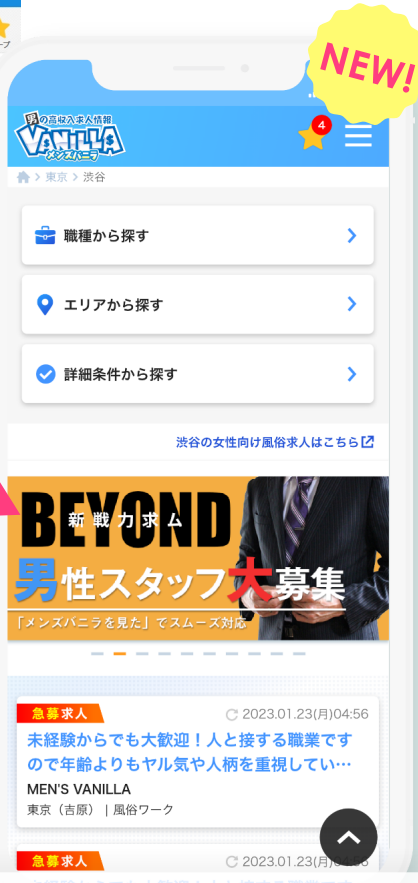 ープ
NEW!
男の高収入求人情報
VANILLA
メンズバニラ
4
東京 > 渋谷
職種から探す
エリアから探す
詳細条件から探す
渋谷の女性向け風俗求人はこちら
BEYOND
新戦力求ム
男性スタッフ大募集
「メンズバニラを見た」でスムーズ対応
急募求人
2023.01.23(月)04:56
未経験からでも大歓迎！人と接する職業です
ので年齢よりもヤル気や人柄を重視してい…
MEN'S VANILLA
東京（吉原）｜風俗ワーク
急募求人
2023.01.23(月)04:56